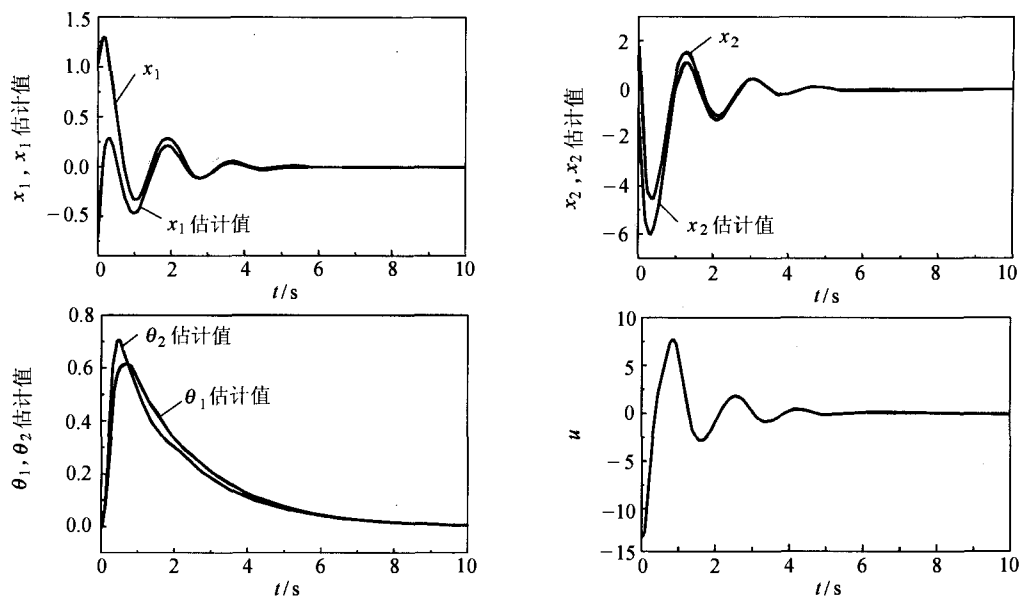 x₁, x₁ 估计值
1.5
1.0
0.5
0.0
−0.5
x₁
x₁ 估计值
0 2 4 6 8 10
t/s
x₂, x₂ 估计值
2
0
−2
−4
−6
x₂
x₂ 估计值
0 2 4 6 8 10
t/s
θ₁, θ₂ 估计值
0.8
0.6
0.4
0.2
0.0
θ₂ 估计值
θ₁ 估计值
0 2 4 6 8 10
t/s
u
10
5
0
−5
−10
−15
0 2 4 6 8 10
t/s